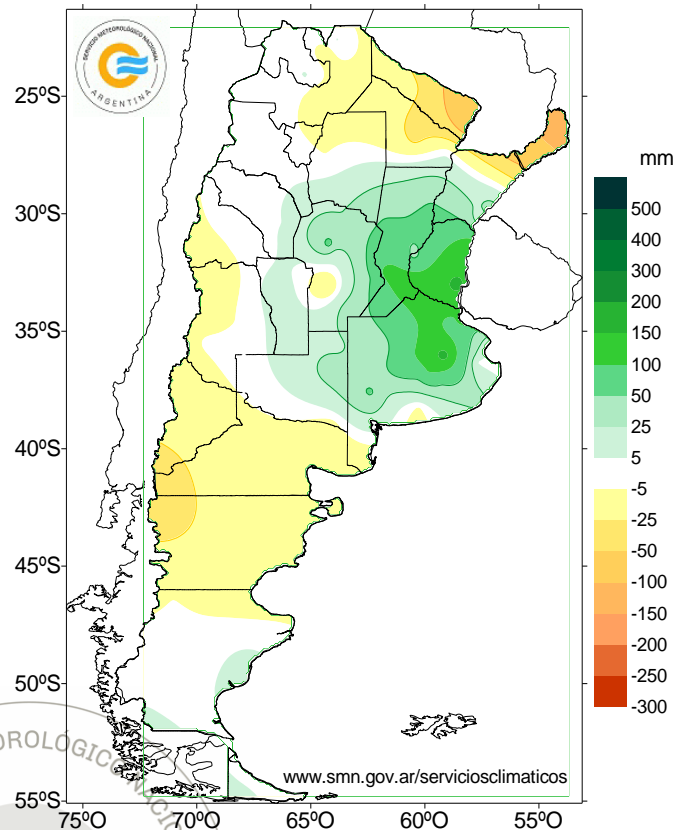 SERVICIO METEOROLÓGICO NACIONAL
ARGENTINA
25ºS
30ºS
35ºS
40ºS
45ºS
50ºS
55ºS
75ºO
70ºO
65ºO
60ºO
55ºO
mm
500
400
300
200
150
100
50
25
5
-5
-25
-50
-100
-150
-200
-250
-300
www.smn.gov.ar/serviciosclimaticos
OROLÓGICO NACIO